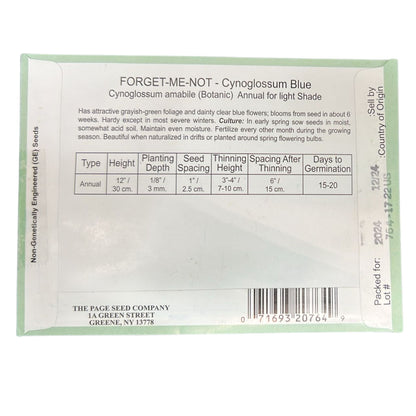 FORGET-ME-NOT - Cynoglossum Blue
Cynoglossum amabile (Botanic) Annual for light Shade
Has attractive grayish-green foliage and dainty clear blue flowers; blooms from seed in about 6
weeks. Hardy except in most severe winters. Culture: In early spring sow seeds in moist,
somewhat acid soil. Maintain even moisture. Fertilize every other month during the growing
season. Beautiful when naturalized in drifts or planted around spring flowering bulbs.
Type Height Planting Depth Seed Spacing Thinning Height Spacing After Thinning Days to Germination
Annual 12"/ 30 cm. 1/8"/ 3 mm. 1"/ 2.5 cm. 3"-4"/ 7-10 cm. 6"/ 15 cm. 15-20
Non-Genetically Engineered (GE) Seeds
THE PAGE SEED COMPANY
1A GREEN STREET
GREENE, NY 13778
0 71693 20764 9
Packed for: 2024 12/24 :Sell by
Lot # 764-17-22 US :Country of Origin